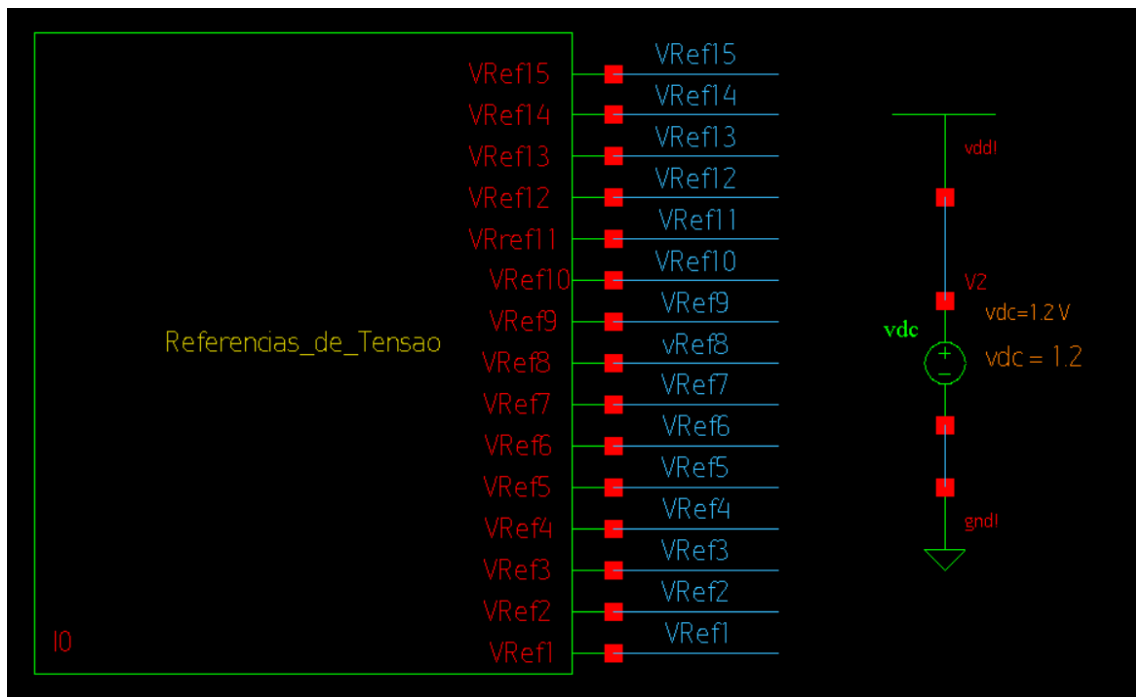 VRef15 VRef15
VRef14 VRef14
VRef13 VRef13
VRef12 VRef12
VRref11 VRef11
VRef10 VRef10
VRef9 VRef9
VRef8 vRef8
VRef7 VRef7
VRef6 VRef6
VRef5 VRef5
VRef4 VRef4
VRef3 VRef3
VRef2 VRef2
VRef1 VRef1
Referencias_de_Tensao
I0
vdd!
V2
vdc=1.2 V
vdc
vdc = 1.2
+
−
gnd!